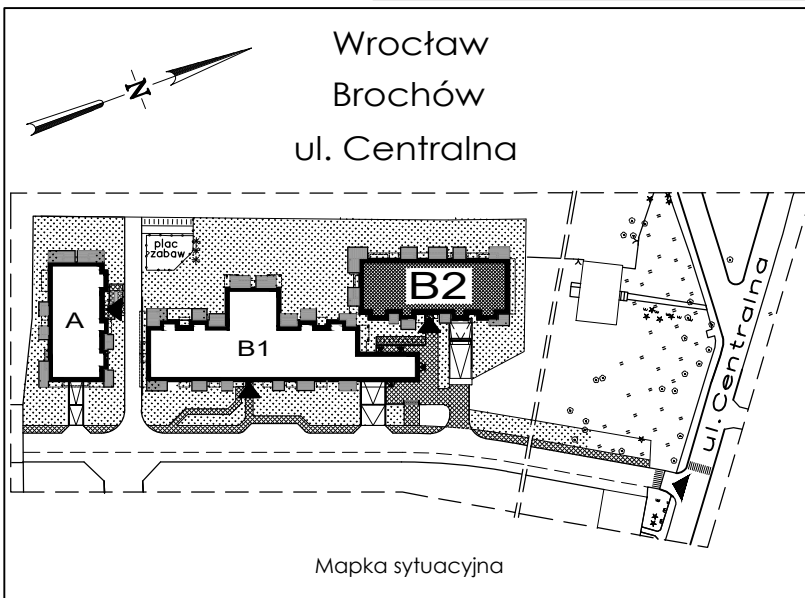 Wrocław
Brochów
ul. Centralna
N
plac
zabaw
A
B1
B2
ul. Centralna
Mapka sytuacyjna